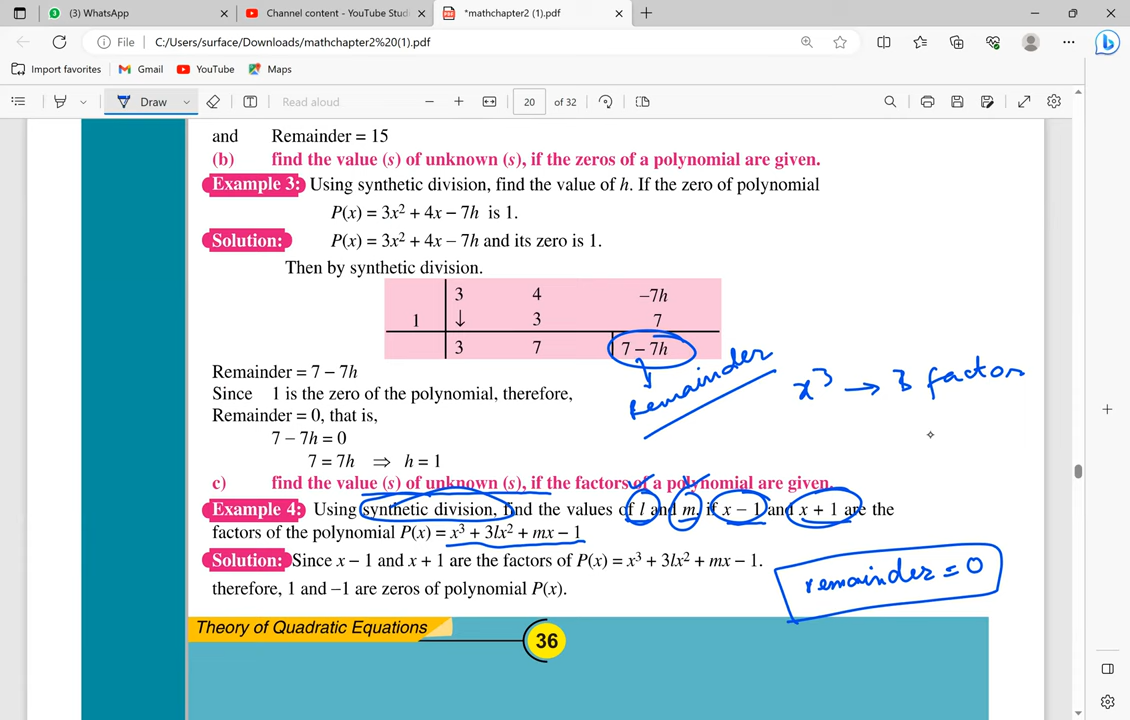 (3) WhatsApp
Channel content - YouTube Stud
*mathchapter2 (1).pdf
File
C:/Users/surface/Downloads/mathchapter2%20(1).pdf
Import favorites
Gmail
YouTube
Maps
Draw
Read aloud
20
of 32
and Remainder = 15
(b) find the value (s) of unknown (s), if the zeros of a polynomial are given.
Example 3: Using synthetic division, find the value of h. If the zero of polynomial
P(x) = 3x² + 4x − 7h is 1.
Solution: P(x) = 3x² + 4x − 7h and its zero is 1.
Then by synthetic division.
3 4 −7h
1 ↓ 3 7
3 7 7 − 7h
Remainder
x³ → 3 factors
Remainder = 7 − 7h
Since 1 is the zero of the polynomial, therefore,
Remainder = 0, that is,
7 − 7h = 0
7 = 7h ⇒ h = 1
c) find the value (s) of unknown (s), if the factors of a polynomial are given.
Example 4: Using synthetic division, find the values of l and m, if x − 1 and x + 1 are the
factors of the polynomial P(x) = x³ + 3lx² + mx − 1
Solution: Since x − 1 and x + 1 are the factors of P(x) = x³ + 3lx² + mx − 1.
therefore, 1 and −1 are zeros of polynomial P(x).
remainder = 0
Theory of Quadratic Equations
36